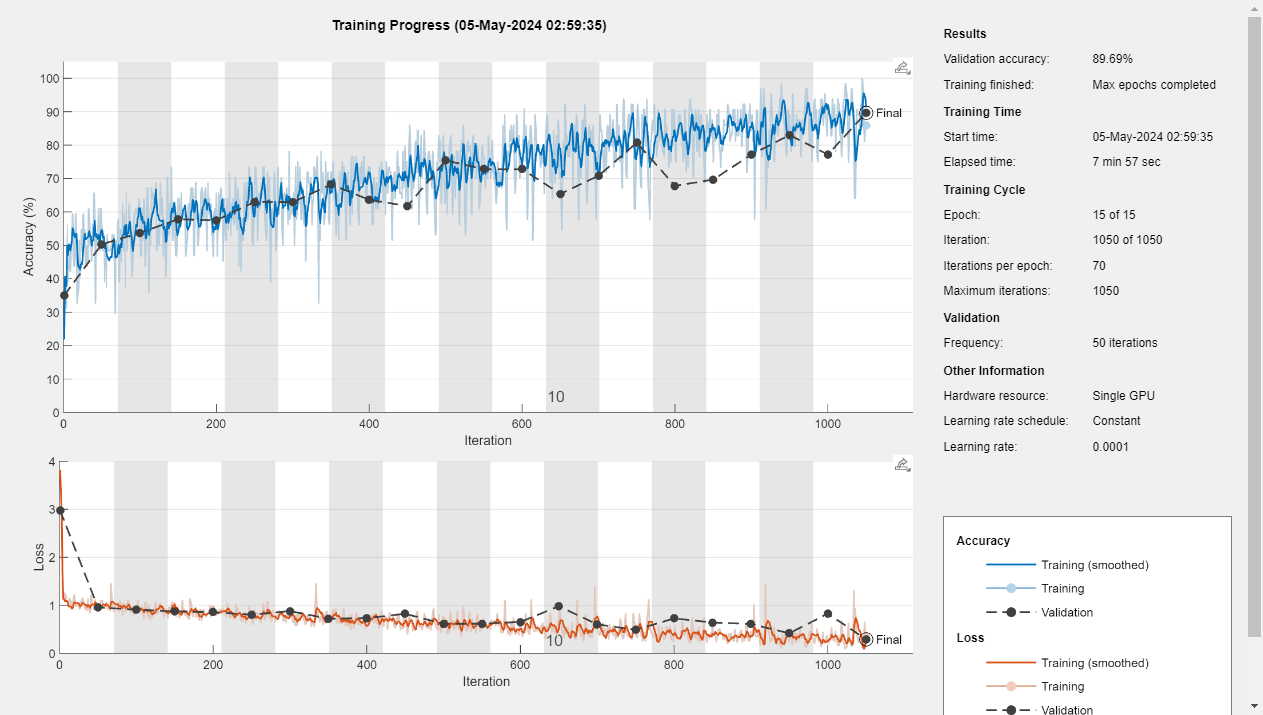 Training Progress (05-May-2024 02:59:35)
100
90
80
70
60
50
40
30
20
10
0
Accuracy (%)
Final
10
0
200
400
600
800
1000
Iteration
4
3
2
1
0
Loss
Final
10
0
200
400
600
800
1000
Iteration
Results
Validation accuracy: 89.69%
Training finished: Max epochs completed
Training Time
Start time: 05-May-2024 02:59:35
Elapsed time: 7 min 57 sec
Training Cycle
Epoch: 15 of 15
Iteration: 1050 of 1050
Iterations per epoch: 70
Maximum iterations: 1050
Validation
Frequency: 50 iterations
Other Information
Hardware resource: Single GPU
Learning rate schedule: Constant
Learning rate: 0.0001
Accuracy
Training (smoothed)
Training
Validation
Loss
Training (smoothed)
Training
Validation